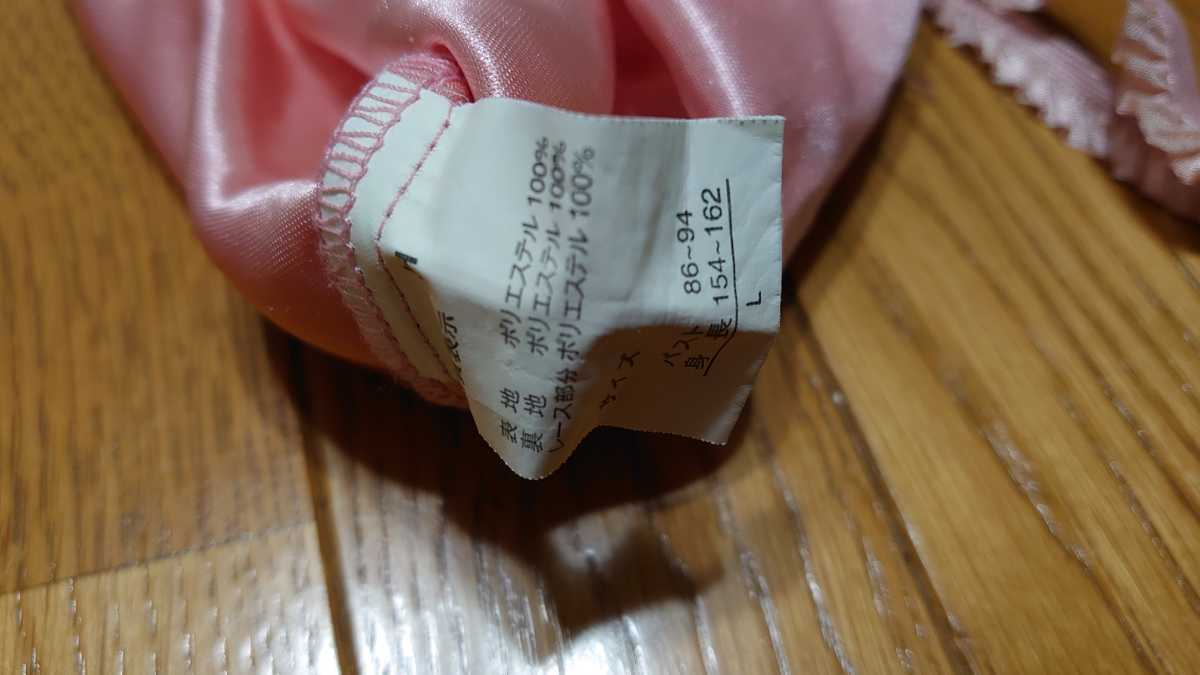 表示
表 地 ポリエステル 100%
裏 地 ポリエステル 100%
レース部分 ポリエステル 100%
サイズ
バスト 86~94
身 長 154~162
L